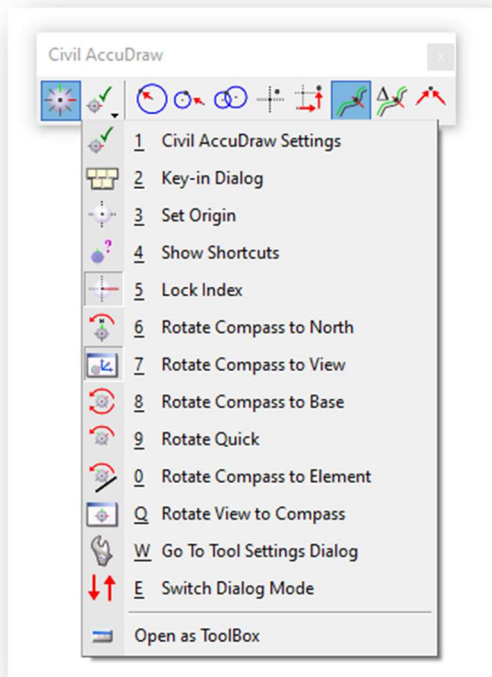 Civil AccuDraw
x
1 Civil AccuDraw Settings
2 Key-in Dialog
3 Set Origin
4 Show Shortcuts
5 Lock Index
6 Rotate Compass to North
7 Rotate Compass to View
8 Rotate Compass to Base
9 Rotate Quick
0 Rotate Compass to Element
Q Rotate View to Compass
W Go To Tool Settings Dialog
E Switch Dialog Mode
Open as ToolBox